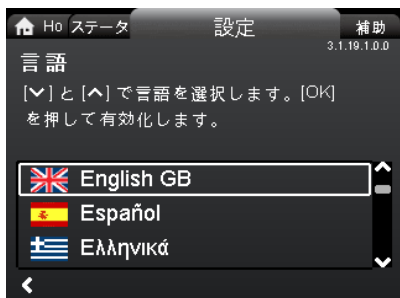 Ho ステータ 設定 補助
3.1.19.1.0.0
言語
[✓] と [^] で言語を選択します。[OK]
を押して有効化します。
English GB
Español
Ελληνικά